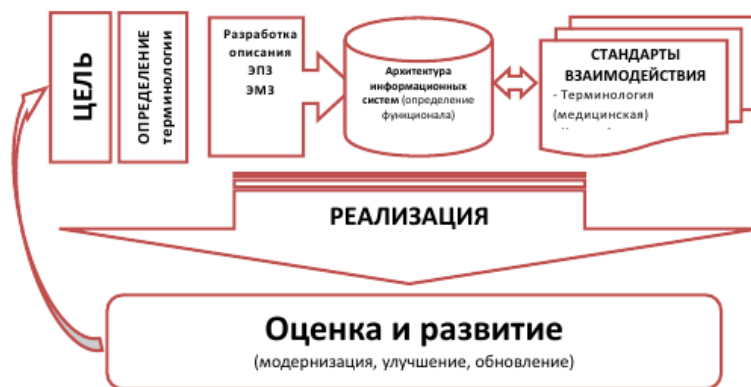 ЦЕЛЬ
ОПРЕДЕЛЕНИЕ
терминологии
Разработка
описания
ЭПЗ
ЭМЗ
Архитектура
информационных
систем (определение
функционала)
СТАНДАРТЫ
ВЗАИМОДЕЙСТВИЯ
- Терминология
(медицинская)
РЕАЛИЗАЦИЯ
Оценка и развитие
(модернизация, улучшение, обновление)